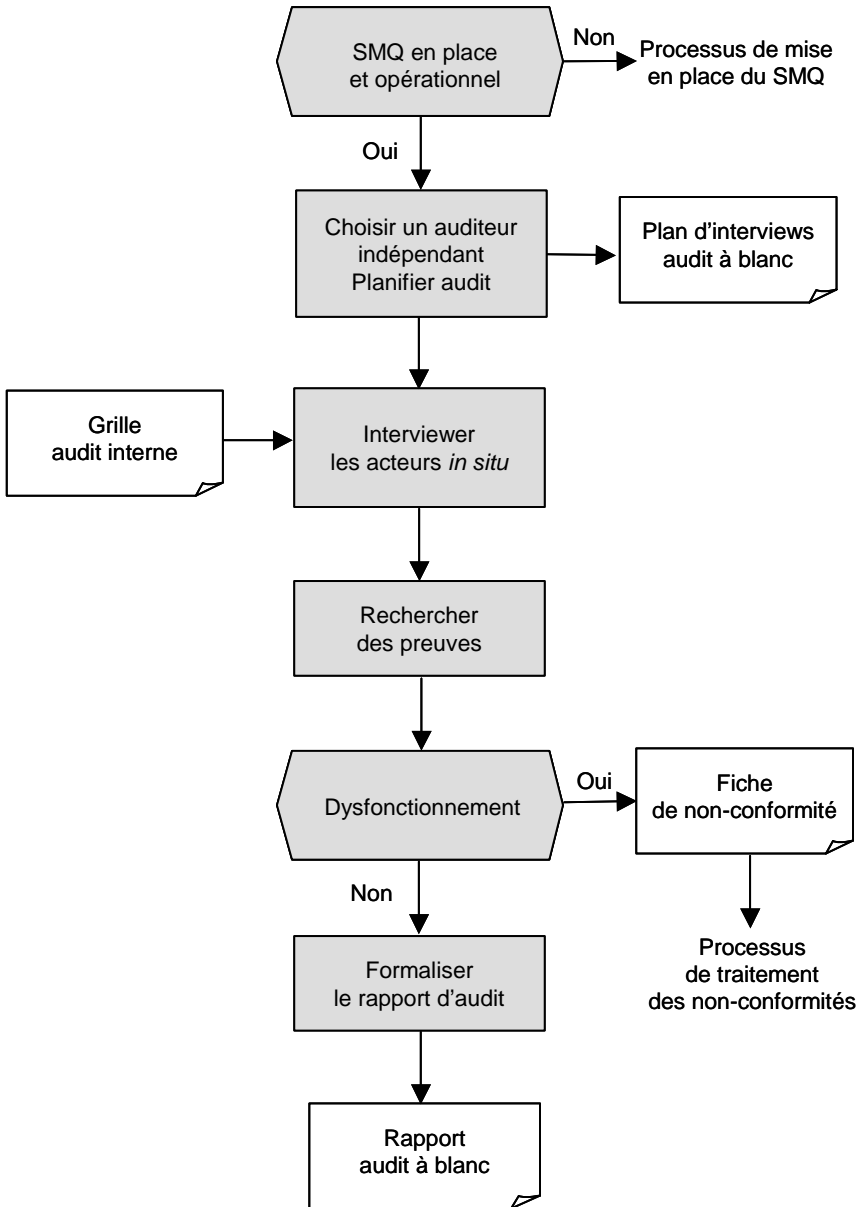 SMQ en place
et opérationnel
Non
Processus de mise
en place du SMQ
Oui
Choisir un auditeur
indépendant
Planifier audit
Plan d'interviews
audit à blanc
Grille
audit interne
Interviewer
les acteurs in situ
Rechercher
des preuves
Dysfonctionnement
Oui
Fiche
de non-conformité
Non
Processus
de traitement
des non-conformités
Formaliser
le rapport d'audit
Rapport
audit à blanc